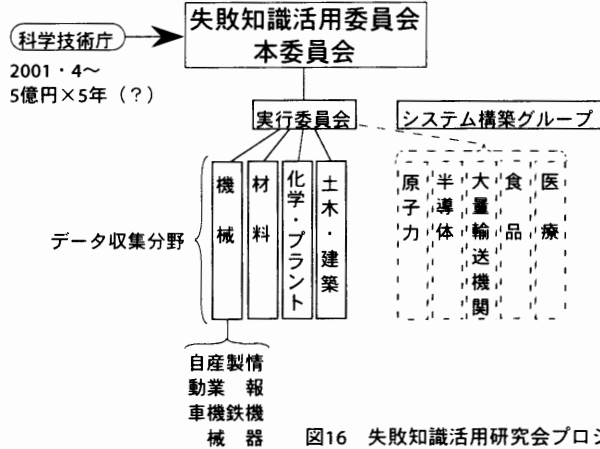 失敗知識活用委員会
本委員会
科学技術庁
2001・4～
5億円×5年（？）
実行委員会
システム構築グループ
データ収集分野
機械
材料
化学・プラント
土木・建築
原子力
半導体
大量輸送機関
食品
医療
自動車
産業機械
製鉄
情報機器
図16 失敗知識活用研究会プロジ